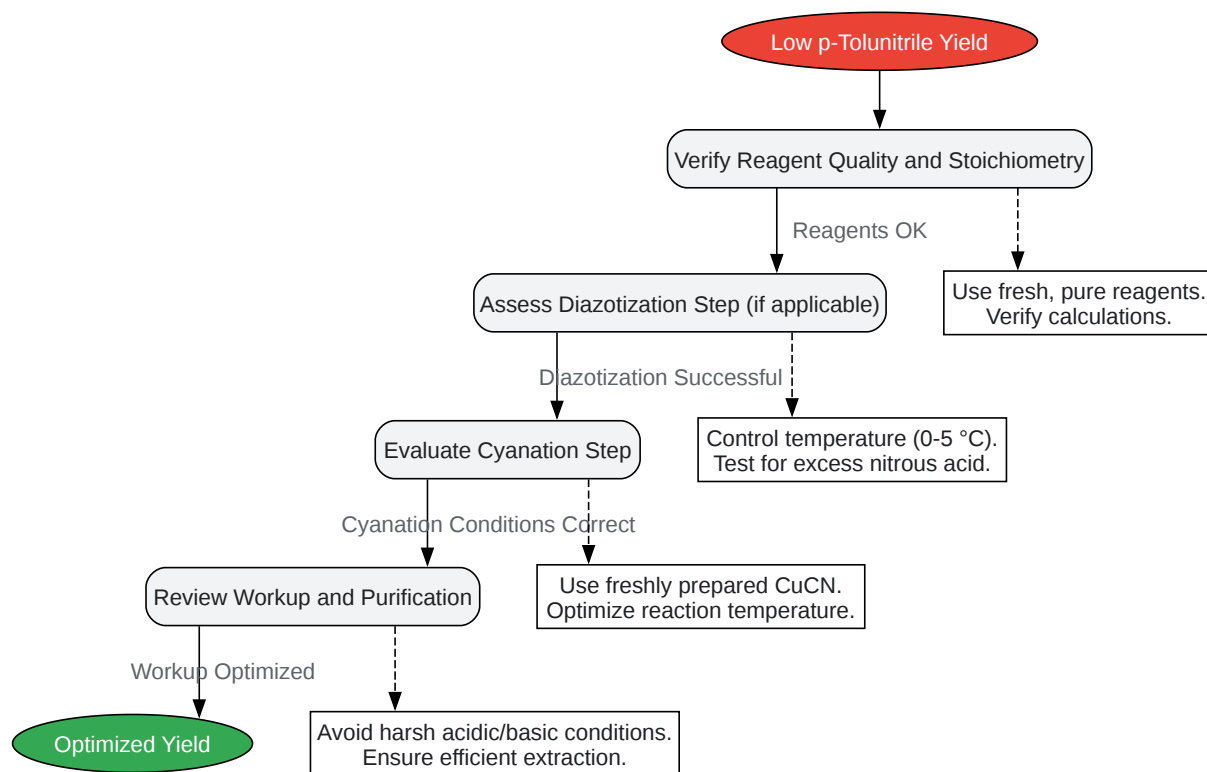 Low p-Tolunitrile Yield
Verify Reagent Quality and Stoichiometry
Reagents OK
Use fresh, pure reagents.
Verify calculations.
Assess Diazotization Step (if applicable)
Diazotization Successful
Control temperature (0-5 °C).
Test for excess nitrous acid.
Evaluate Cyanation Step
Cyanation Conditions Correct
Use freshly prepared CuCN.
Optimize reaction temperature.
Review Workup and Purification
Workup Optimized
Avoid harsh acidic/basic conditions.
Ensure efficient extraction.
Optimized Yield